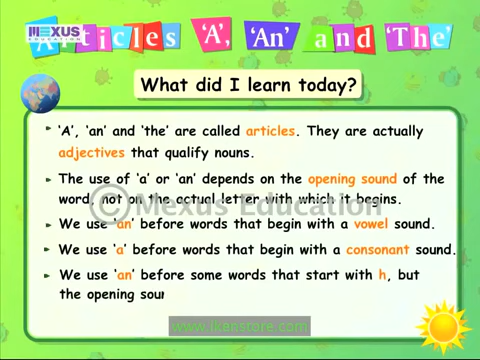 MEXUS
EDUCATION
Articles 'A', 'An' and 'The'
What did I learn today?
'A', 'an' and 'the' are called articles. They are actually
adjectives that qualify nouns.
The use of 'a' or 'an' depends on the opening sound of the
word, not on the actual letter with which it begins.
© Mexus Education
We use 'an' before words that begin with a vowel sound.
We use 'a' before words that begin with a consonant sound.
We use 'an' before some words that start with h, but
the opening soun
www.ikenstore.com